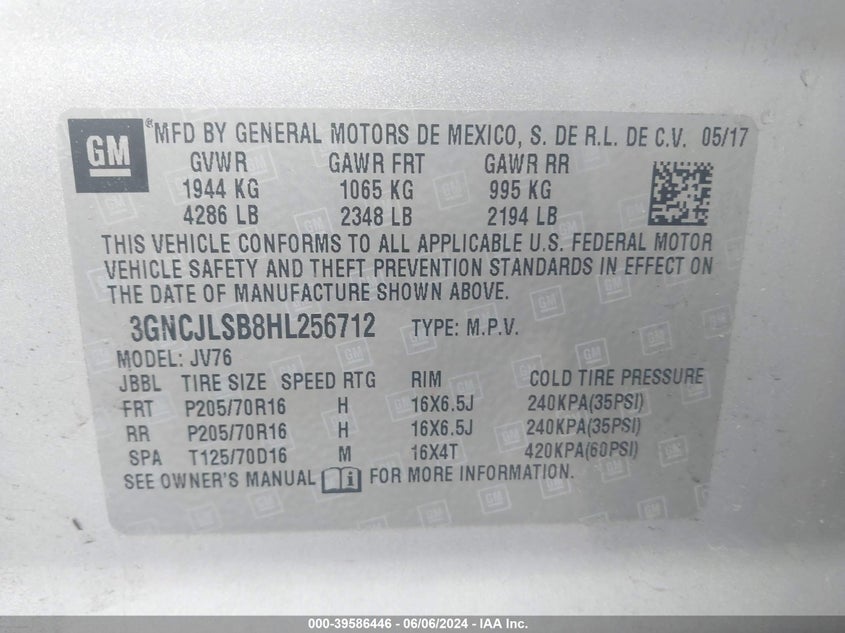 GM ®MFD BY GENERAL MOTORS DE MEXICO, S. DE R.L. DE C.V. 05/17
GVWR GAWR FRT GAWR RR
1944 KG 1065 KG 995 KG
4286 LB 2348 LB 2194 LB
THIS VEHICLE CONFORMS TO ALL APPLICABLE U.S. FEDERAL MOTOR
VEHICLE SAFETY AND THEFT PREVENTION STANDARDS IN EFFECT ON
THE DATE OF MANUFACTURE SHOWN ABOVE.
3GNCJLSB8HL256712 TYPE: M.P.V.
MODEL: JV76
JBBL TIRE SIZE SPEED RTG RIM COLD TIRE PRESSURE
FRT P205/70R16 H 16X6.5J 240KPA(35PSI)
RR P205/70R16 H 16X6.5J 240KPA(35PSI)
SPA T125/70D16 M 16X4T 420KPA(60PSI)
SEE OWNER'S MANUAL i FOR MORE INFORMATION.
000-39586446 - 06/06/2024 - IAA Inc.